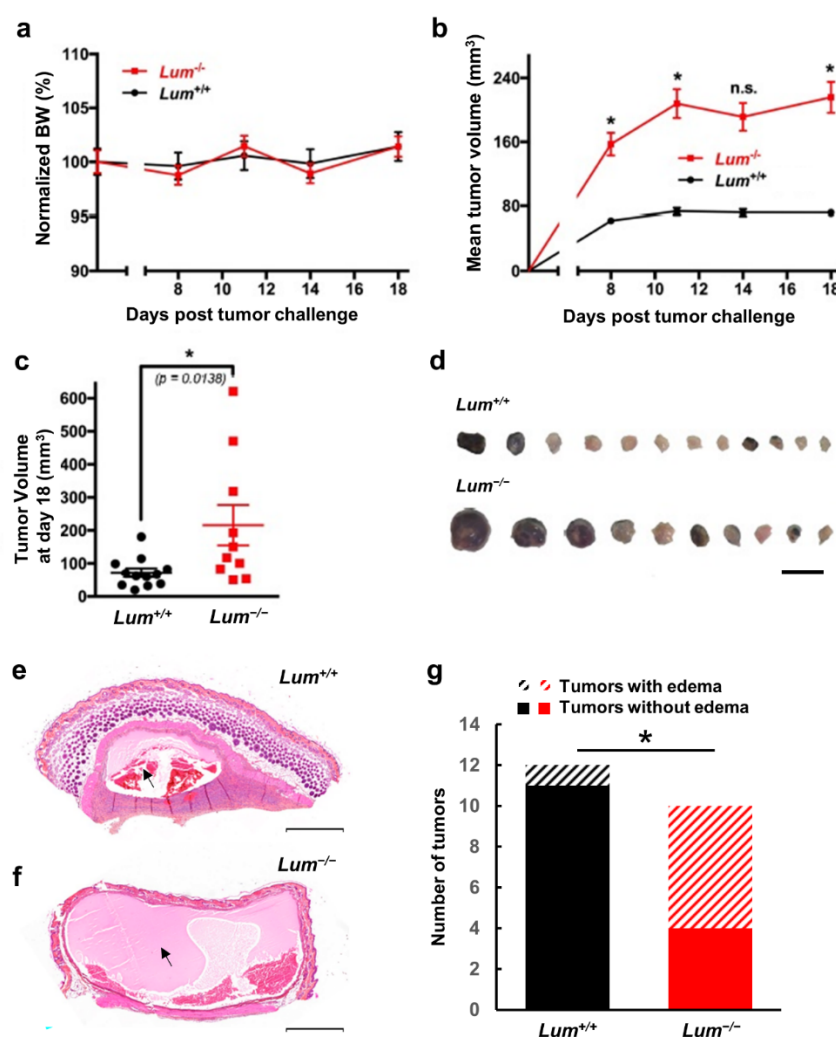 a
Normalized BW (%)
110
105
100
95
90
Lum⁻/⁻
Lum⁺/⁺
8 10 12 14 16 18
Days post tumor challenge
b
Mean tumor volume (mm³)
240
160
80
0
* * n.s. *
Lum⁻/⁻
Lum⁺/⁺
8 10 12 14 16 18
Days post tumor challenge
c
*
(p = 0.0138)
Tumor Volume
at day 18 (mm³)
600
500
400
300
200
100
0
Lum⁺/⁺ Lum⁻/⁻
d
Lum⁺/⁺
Lum⁻/⁻
e
Lum⁺/⁺
f
Lum⁻/⁻
g
Tumors with edema
Tumors without edema
*
Number of tumors
14
12
10
8
6
4
2
0
Lum⁺/⁺ Lum⁻/⁻